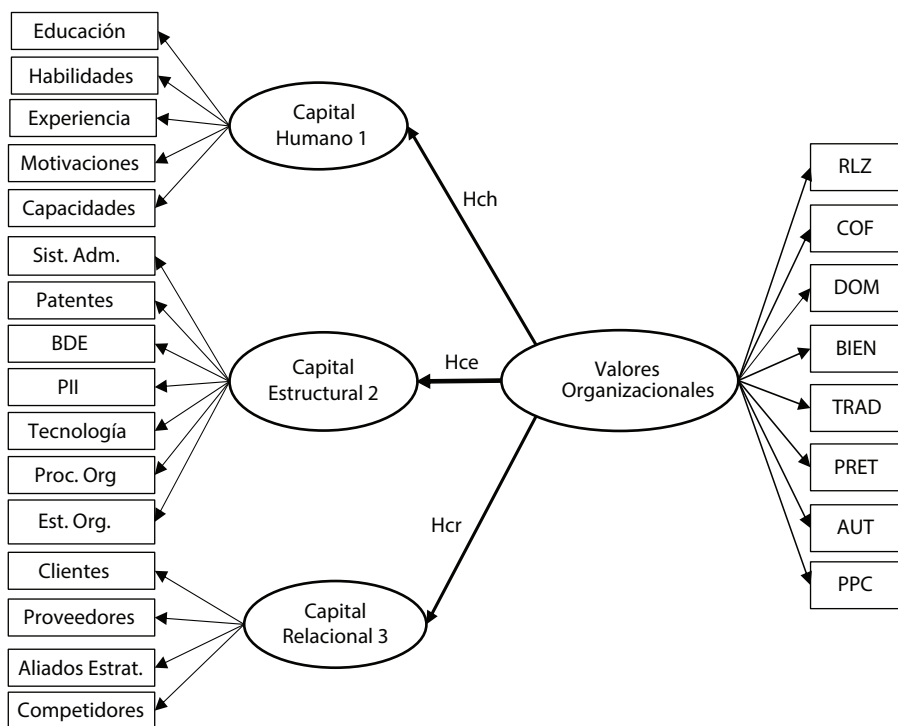 Educación
Habilidades
Experiencia
Motivaciones
Capacidades
Sist. Adm.
Patentes
BDE
PII
Tecnología
Proc. Org
Est. Org.
Clientes
Proveedores
Aliados Estrat.
Competidores
Capital
Humano 1
Capital
Estructural 2
Capital
Relacional 3
Hch
Hce
Hcr
Valores
Organizacionales
RLZ
COF
DOM
BIEN
TRAD
PRET
AUT
PPC